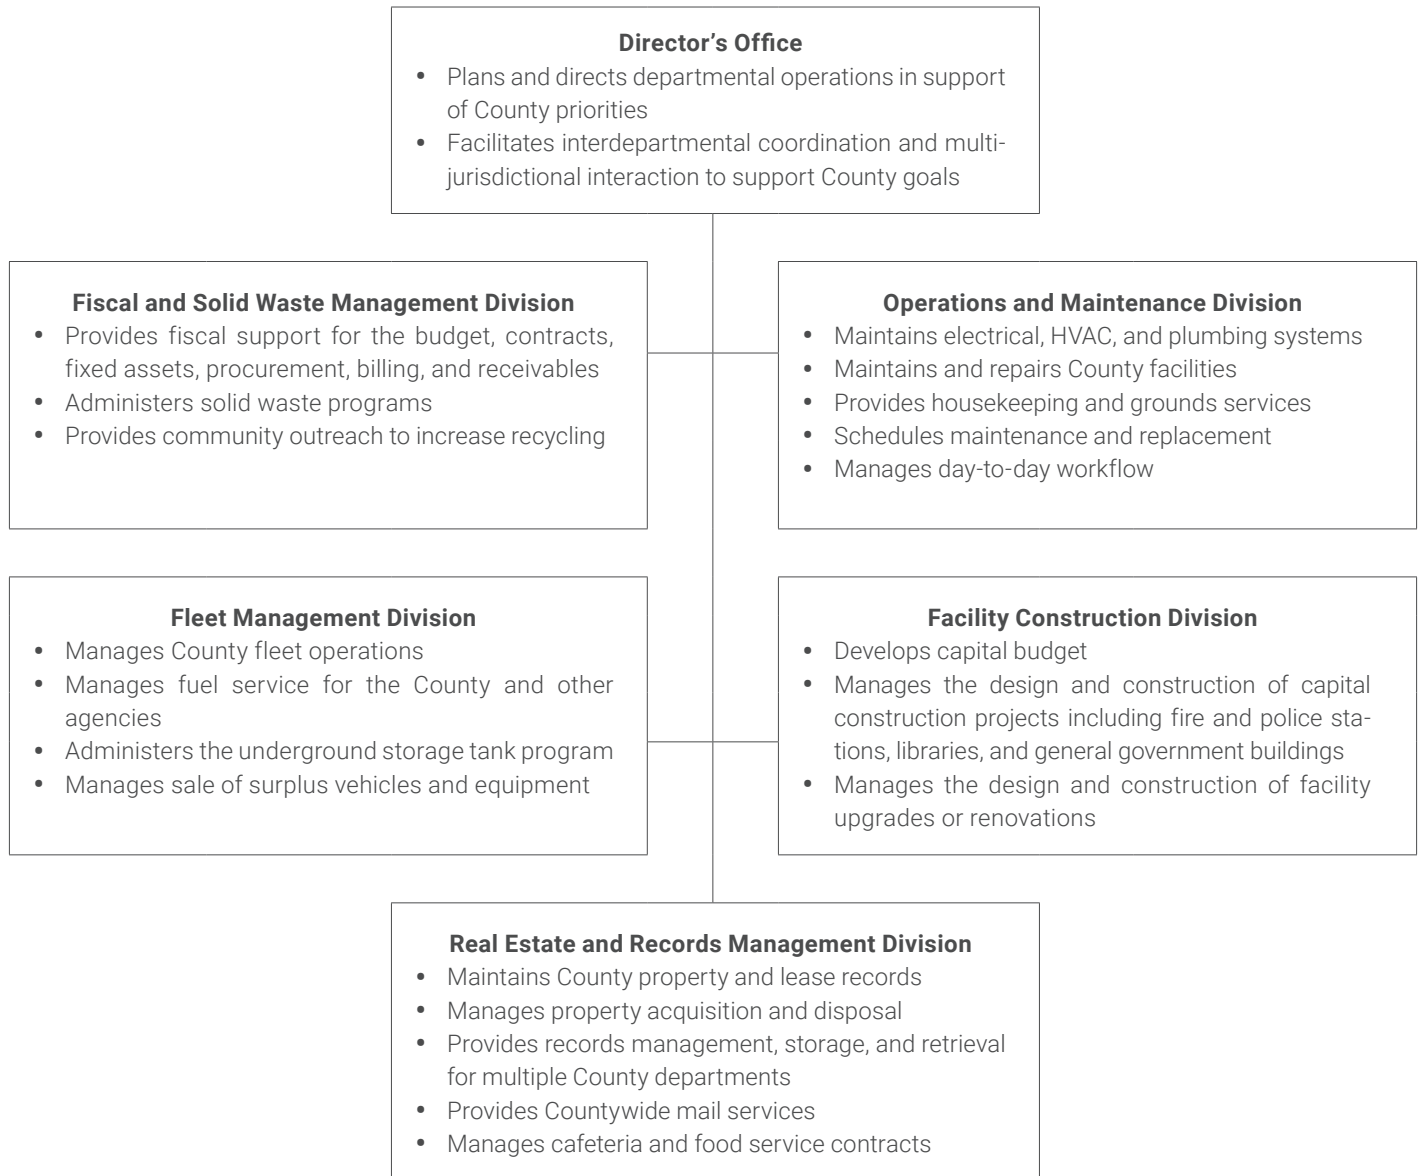 Director’s Office
• Plans and directs departmental operations in support
of County priorities
• Facilitates interdepartmental coordination and multi-
jurisdictional interaction to support County goals
Fiscal and Solid Waste Management Division
• Provides fiscal support for the budget, contracts,
fixed assets, procurement, billing, and receivables
• Administers solid waste programs
• Provides community outreach to increase recycling
Operations and Maintenance Division
• Maintains electrical, HVAC, and plumbing systems
• Maintains and repairs County facilities
• Provides housekeeping and grounds services
• Schedules maintenance and replacement
• Manages day-to-day workflow
Fleet Management Division
• Manages County fleet operations
• Manages fuel service for the County and other
agencies
• Administers the underground storage tank program
• Manages sale of surplus vehicles and equipment
Facility Construction Division
• Develops capital budget
• Manages the design and construction of capital
construction projects including fire and police sta-
tions, libraries, and general government buildings
• Manages the design and construction of facility
upgrades or renovations
Real Estate and Records Management Division
• Maintains County property and lease records
• Manages property acquisition and disposal
• Provides records management, storage, and retrieval
for multiple County departments
• Provides Countywide mail services
• Manages cafeteria and food service contracts